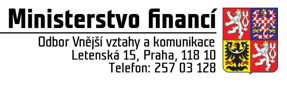 Ministerstvo financí
Odbor Vnější vztahy a komunikace
Letenská 15, Praha, 118 10
Telefon: 257 03 128